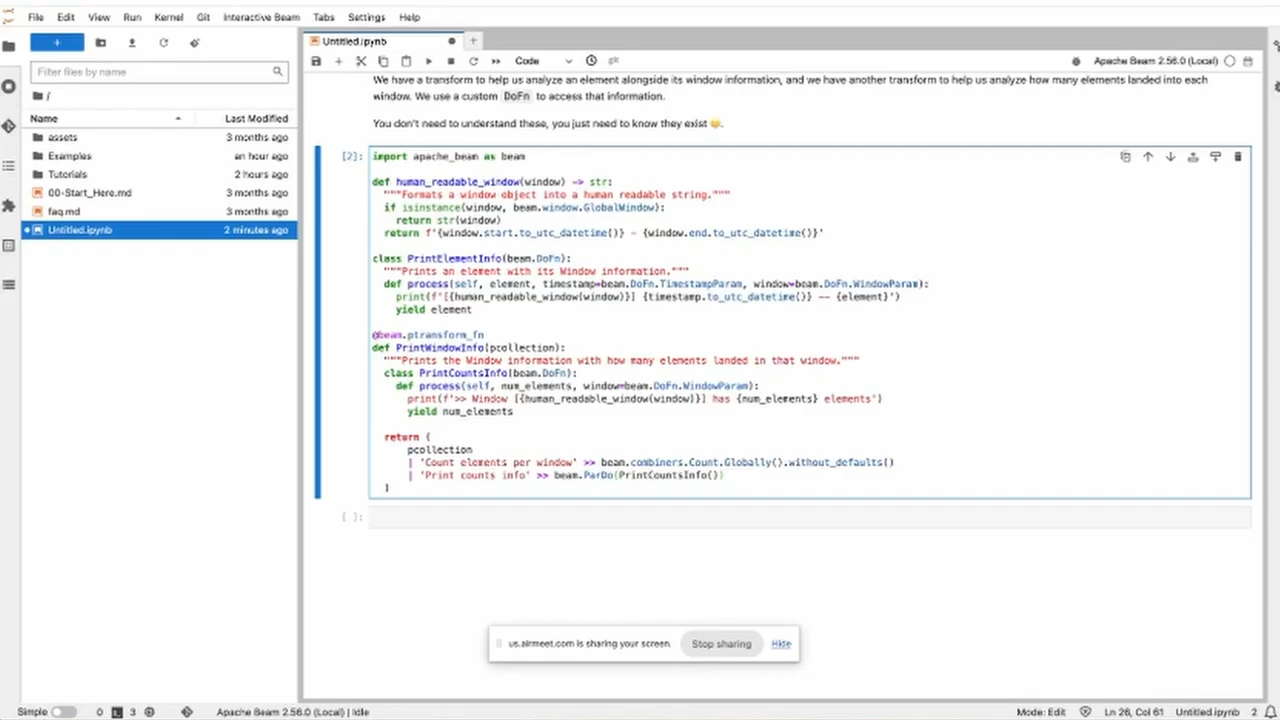 File Edit View Run Kernel Git Interactive Beam Tabs Settings Help
+
Filter files by name
/
Name Last Modified
assets 3 months ago
Examples an hour ago
Tutorials 2 hours ago
00-Start_Here.md 3 months ago
faq.md 3 months ago
Untitled.ipynb 2 minutes ago
Untitled.ipynb
Code
git
Apache Beam 2.56.0 (Local)
We have a transform to help us analyze an element alongside its window information, and we have another transform to help us analyze how many elements landed into each
window. We use a custom DoFn to access that information.
You don't need to understand these, you just need to know they exist 😉.
[2]:
import apache_beam as beam
def human_readable_window(window) -> str:
  """Formats a window object into a human readable string."""
  if isinstance(window, beam.window.GlobalWindow):
    return str(window)
  return f'{window.start.to_utc_datetime()} - {window.end.to_utc_datetime()}'
class PrintElementInfo(beam.DoFn):
  """Prints an element with its Window information."""
  def process(self, element, timestamp=beam.DoFn.TimestampParam, window=beam.DoFn.WindowParam):
    print(f'[{human_readable_window(window)}] {timestamp.to_utc_datetime()} -- {element}')
    yield element
@beam.ptransform_fn
def PrintWindowInfo(pcollection):
  """Prints the Window information with how many elements landed in that window."""
  class PrintCountsInfo(beam.DoFn):
    def process(self, num_elements, window=beam.DoFn.WindowParam):
      print(f'>> Window [{human_readable_window(window)}] has {num_elements} elements')
      yield num_elements
  return (
      pcollection
      | 'Count elements per window' >> beam.combiners.Count.Globally().without_defaults()
      | 'Print counts info' >> beam.ParDo(PrintCountsInfo())
  )
[ ]:
us.airmeet.com is sharing your screen. Stop sharing Hide
Simple 0 3 Apache Beam 2.56.0 (Local) | Idle Mode: Edit Ln 26, Col 61 Untitled.ipynb 2